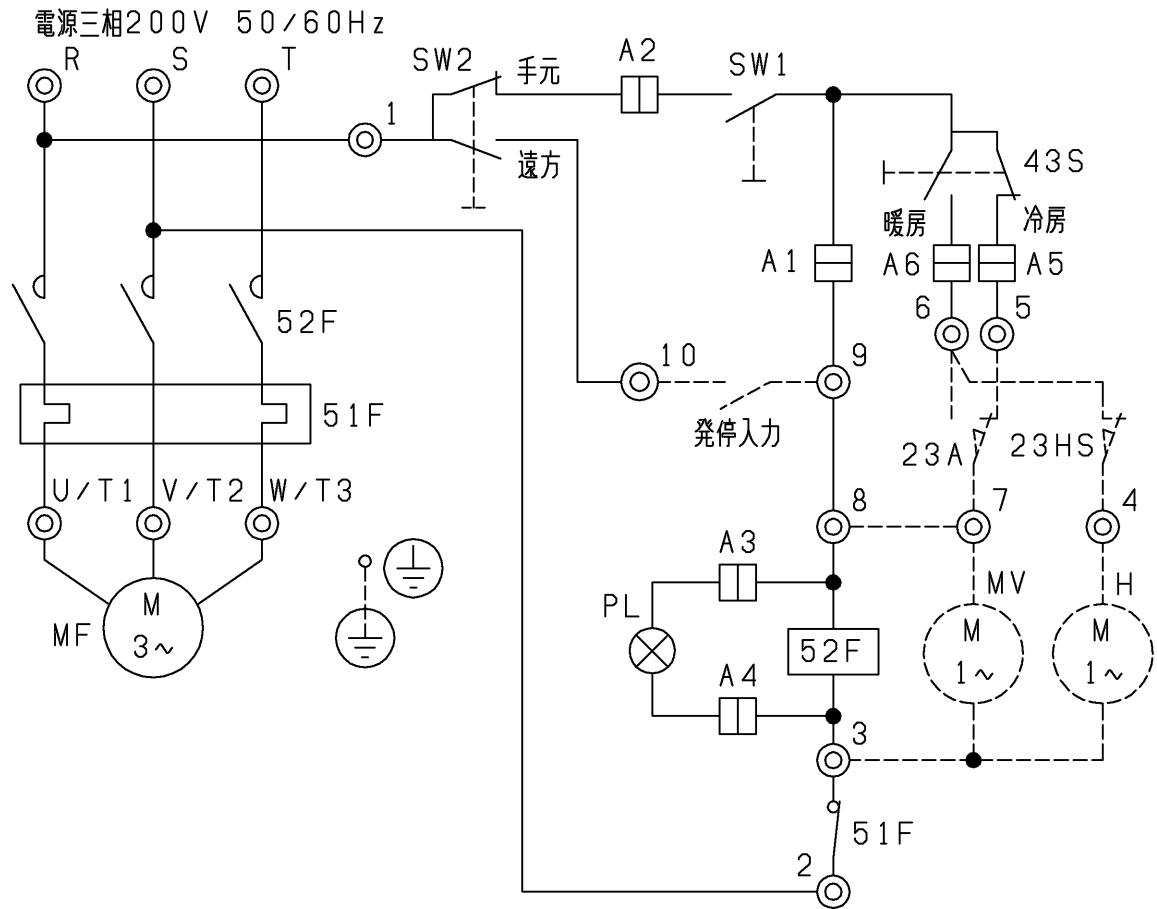 電源三相200V 50/60Hz
R S T
SW2 手元 A2 SW1
1
遠方
43S
暖房 冷房
A1 A6 A5
6 5
52F
10 9
51F
発停入力
23A 23HS
U/T1 V/T2 W/T3
8 7 4
A3
MV H
PL
M
MF 3~
52F
M
1~
M
1~
A4
3
51F
2